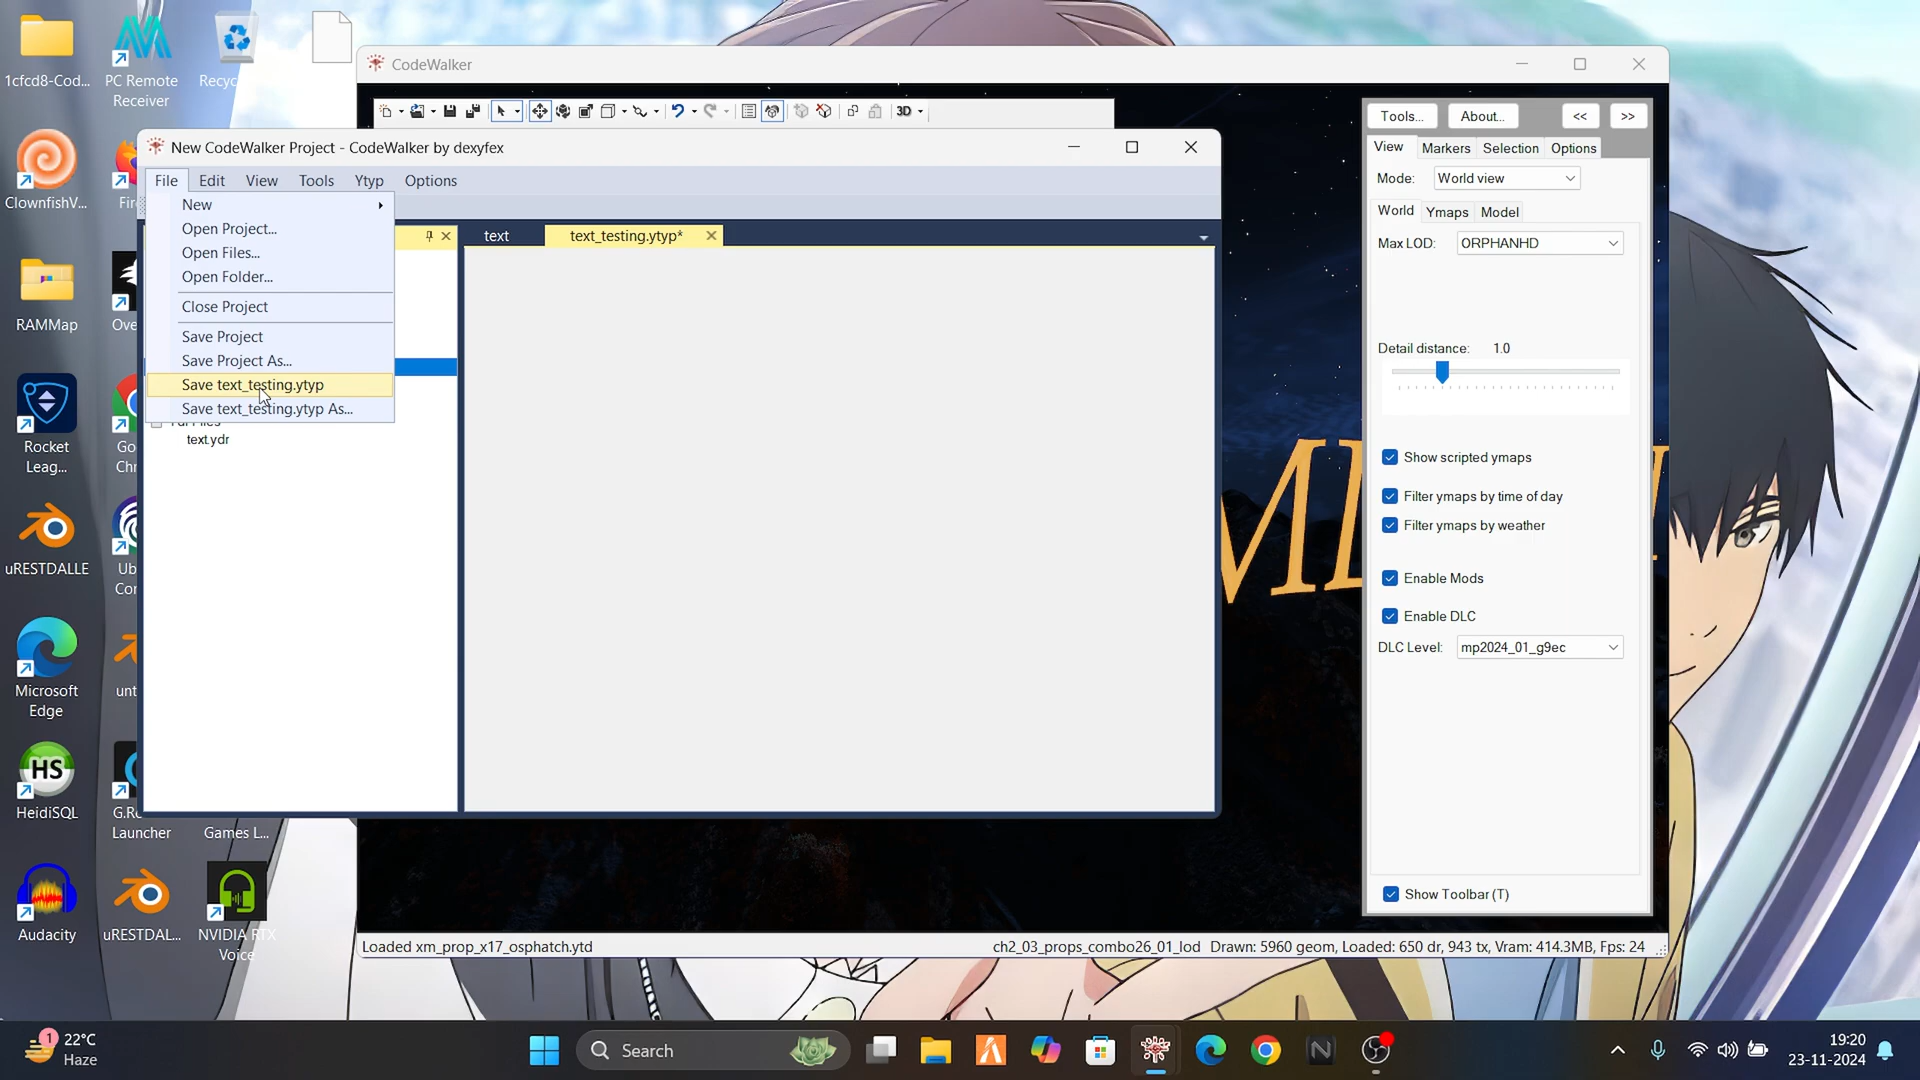 1cfcd8-Cod...
PC Remote
Receiver
Recyc
ClownfishV...
Fire
RAMMap
Ove
Rocket
Leag...
Go
Chr
uRESTDALLE
Ub
Con
Microsoft
Edge
unt
HeidiSQL
Launcher
Games L...
Audacity
uRESTDAL...
NVIDIA RTX
Voice
CodeWalker
3D
New CodeWalker Project - CodeWalker by dexyfex
File Edit View Tools Ytyp Options
New
Open Project...
Open Files...
Open Folder...
Close Project
Save Project
Save Project As...
Save text_testing.ytyp
Save text_testing.ytyp As...
text.ydr
text text_testing.ytyp*
Tools... About... << >>
View Markers Selection Options
Mode: World view
World Ymaps Model
Max LOD: ORPHANHD
Detail distance: 1.0
Show scripted ymaps
Filter ymaps by time of day
Filter ymaps by weather
Enable Mods
Enable DLC
DLC Level: mp2024_01_g9ec
Show Toolbar (T)
Loaded xm_prop_x17_osphatch.ytd
ch2_03_props_combo26_01_lod Drawn: 5960 geom, Loaded: 650 dr, 943 tx, Vram: 414.3MB, Fps: 24
1
22°C
Haze
Search
19:20
23-11-2024